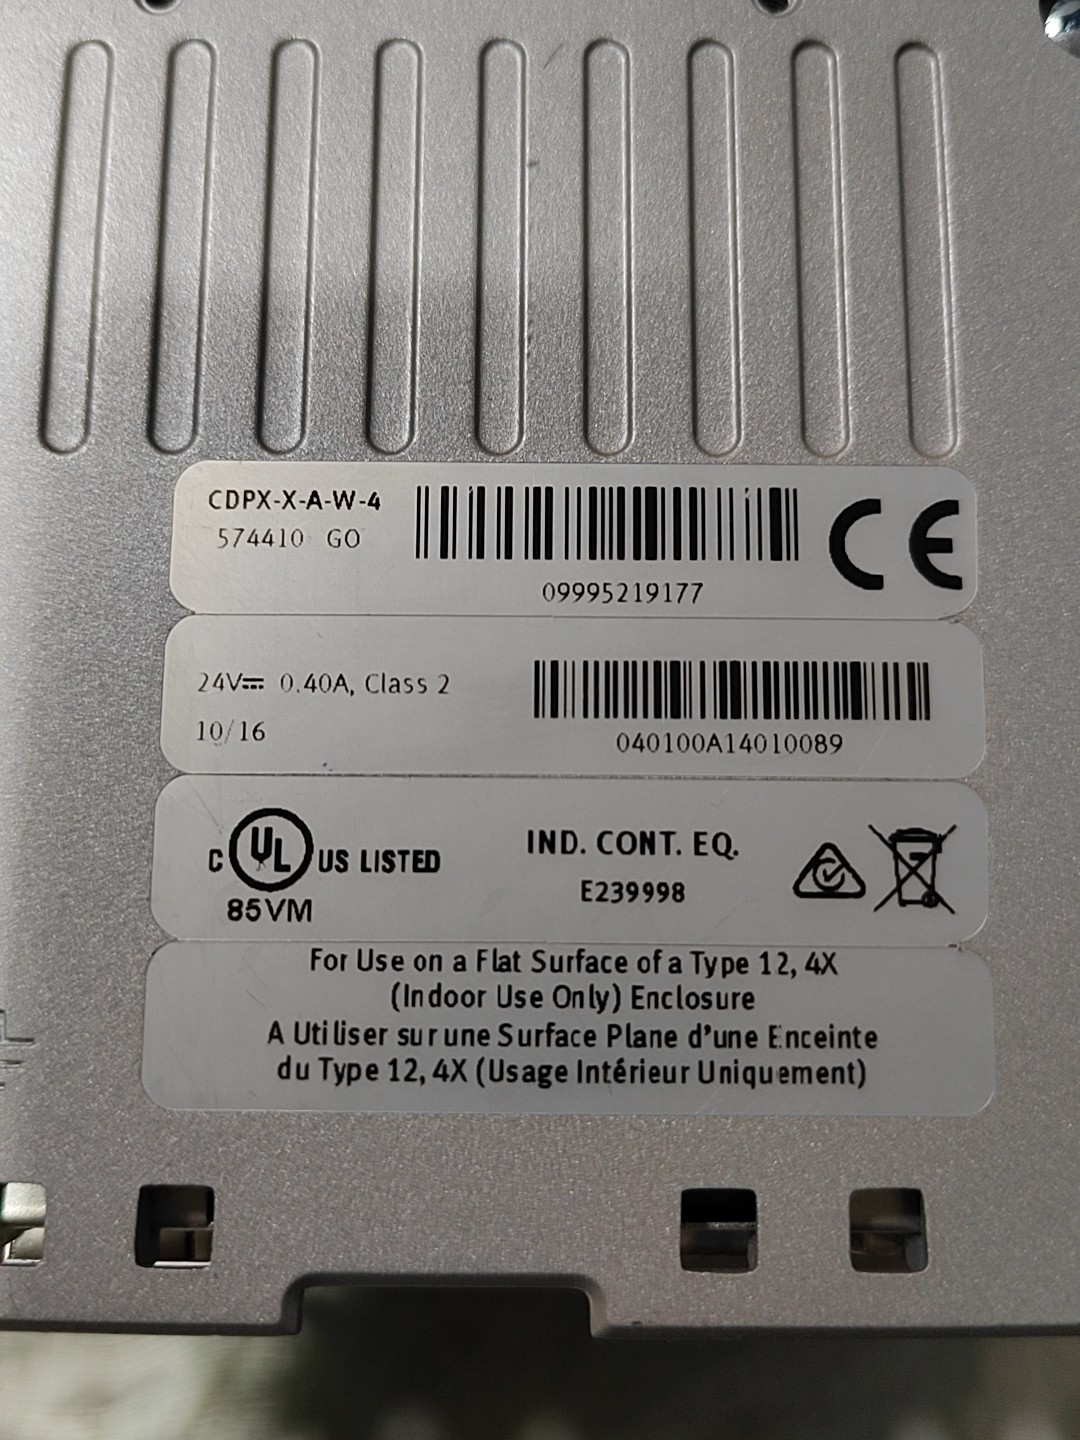 CDPX-X-A-W-4
574410 GO
09995219177
CE
24V⎓ 0.40A, Class 2
10/16
040100A14010089
C UL US LISTED
85VM
IND. CONT. EQ.
E239998
For Use on a Flat Surface of a Type 12, 4X
(Indoor Use Only) Enclosure
A Utiliser sur une Surface Plane d'une Enceinte
du Type 12, 4X (Usage Intérieur Uniquement)